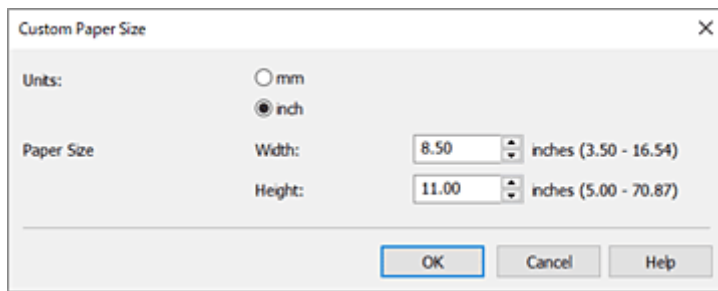 Custom Paper Size
Units:
mm
inch
Paper Size
Width:
8.50
inches (3.50 - 16.54)
Height:
11.00
inches (5.00 - 70.87)
OK
Cancel
Help